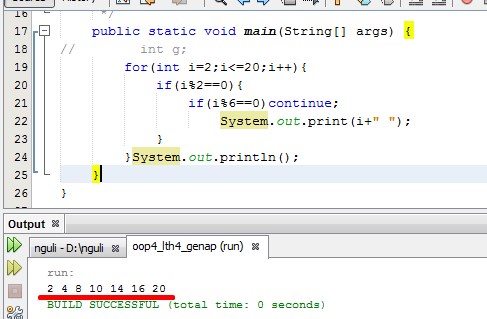 History
16 */
17 public static void main(String[] args) {
18 // int g;
19 for(int i=2;i<=20;i++){
20 if(i%2==0){
21 if(i%6==0)continue;
22 System.out.print(i+" ");
23 }
24 }System.out.println();
25 }
26 }
Output
nguli - D:\nguli oop4_lth4_genap (run)
run:
2 4 8 10 14 16 20
BUILD SUCCESSFUL (total time: 0 seconds)